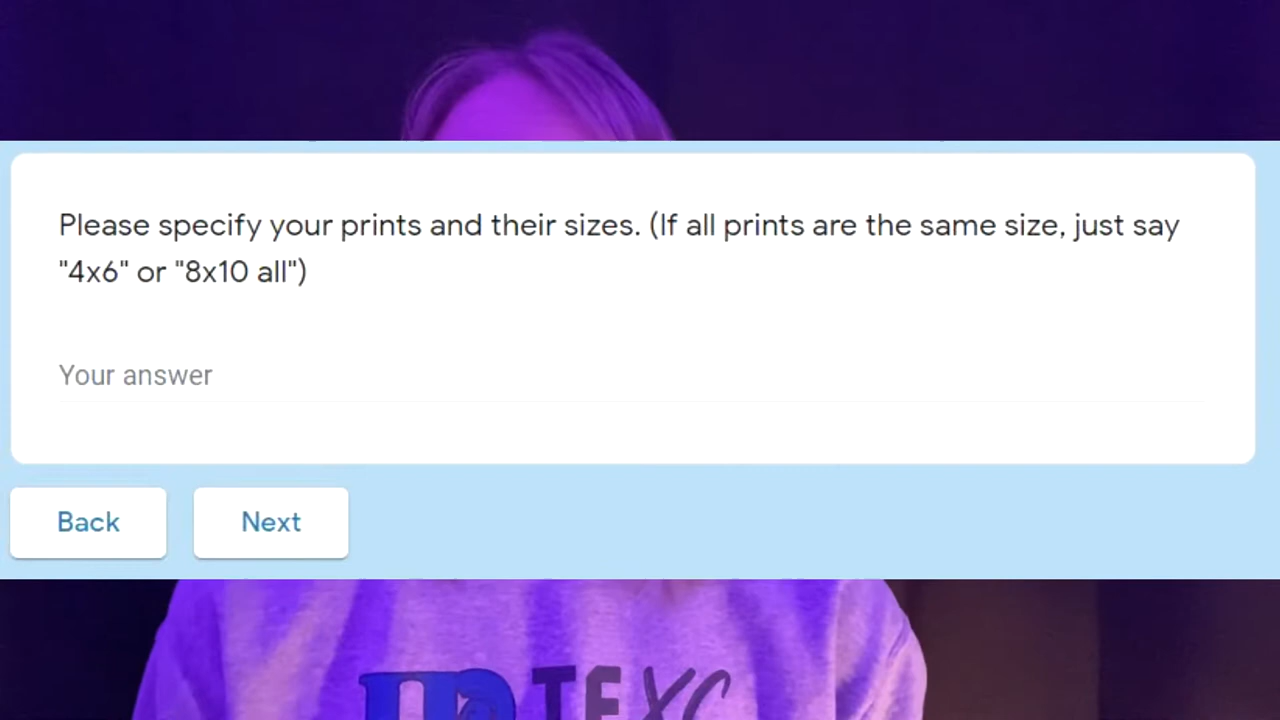 Please specify your prints and their sizes. (If all prints are the same size, just say
"4x6" or "8x10 all")
Your answer
Back
Next